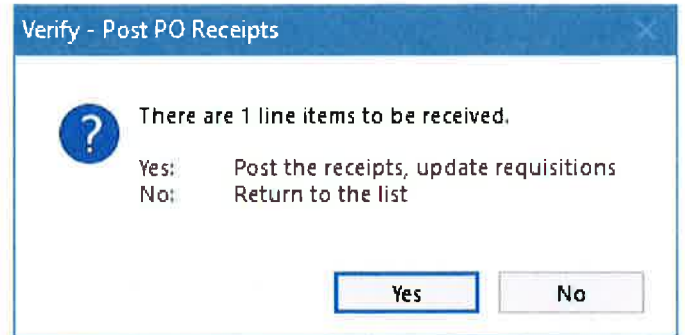 Verify - Post PO Receipts
?
There are 1 line items to be received.
Yes: Post the receipts, update requisitions
No: Return to the list
Yes No